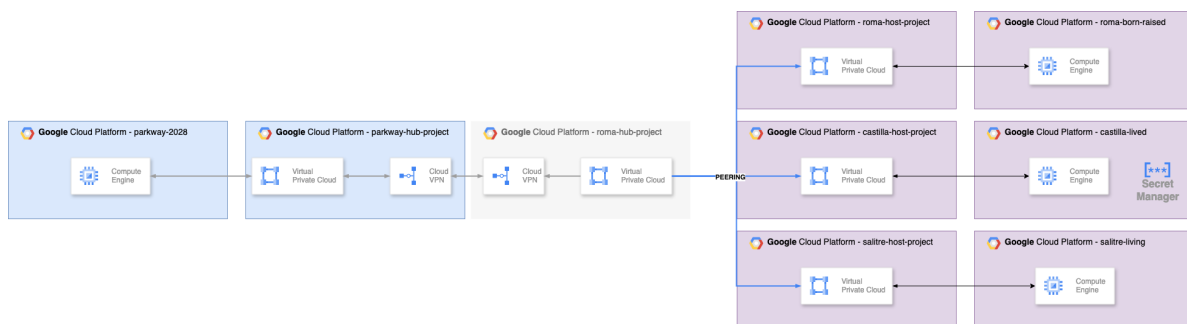 Google Cloud Platform - roma-host-project
Virtual
Private Cloud
Google Cloud Platform - roma-born-raised
Compute
Engine
Google Cloud Platform - parkway-2028
Compute
Engine
Google Cloud Platform - parkway-hub-project
Virtual
Private Cloud
Cloud
VPN
Google Cloud Platform - roma-hub-project
Cloud
VPN
Virtual
Private Cloud
PEERING
Google Cloud Platform - castilla-host-project
Virtual
Private Cloud
Google Cloud Platform - castilla-lived
Compute
Engine
[***]
Secret
Manager
Google Cloud Platform - salitre-host-project
Virtual
Private Cloud
Google Cloud Platform - salitre-living
Compute
Engine